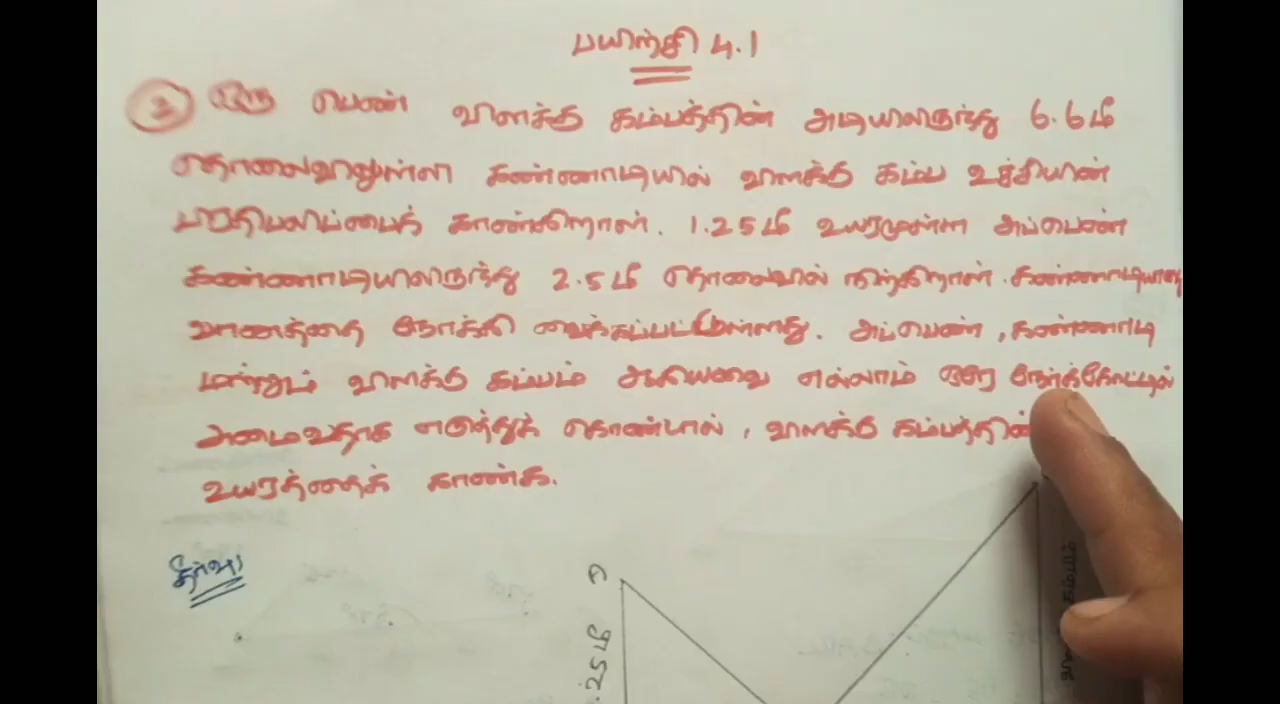 பயிற்சி 4.1
2 ஒரு பெண் விளக்கு கம்பத்தின் அடியிலிருந்து 6.6மீ
தொலைவிலுள்ள கண்ணாடியில் விளக்கு கம்ப உச்சியின்
பிரதிபலிப்பைக் காண்கிறாள். 1.25மீ உயரமுள்ள அப்பெண்
கண்ணாடியிலிருந்து 2.5மீ தொலைவில் நிற்கிறாள். கண்ணாடியானது
வானத்தை நோக்கி வைக்கப்பட்டுள்ளது. அப்பெண், கண்ணாடி
மற்றும் விளக்கு கம்பம் ஆகியவை எல்லாம் ஒரே நேர்க்கோட்டில்
அமைவதாக எடுத்துக் கொண்டால், விளக்கு கம்பத்தின்
உயரத்தைக் காண்க.
தீர்வு
D
.25மீ
கம்பம்